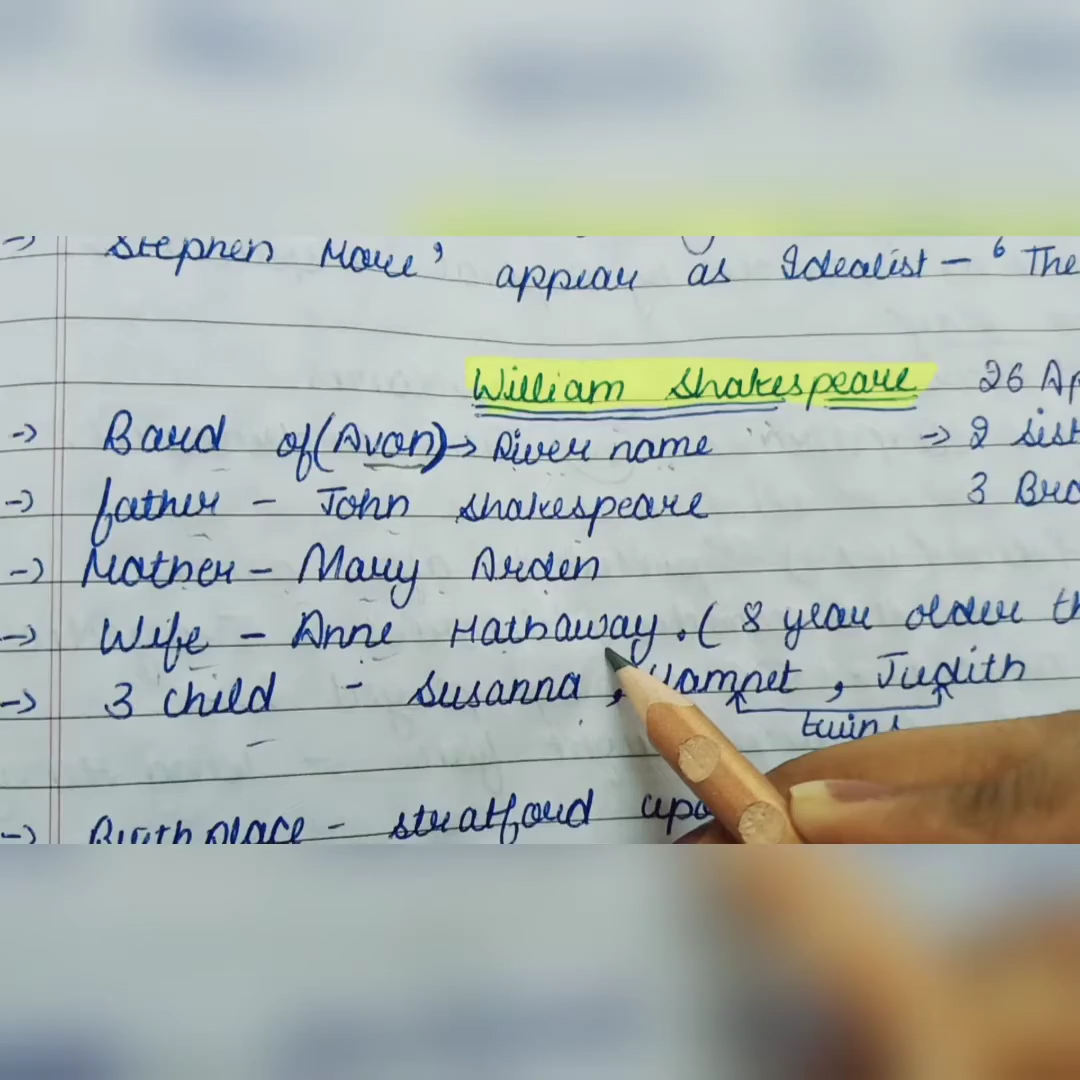 -> Stephen More' appear as Idealist - ' The
William Shakespeare 26 Ap
-> Bard of (Avon) -> River name -> 2 sist
-> father - John Shakespeare 3 Bro
-> Mother - Mary Arden
-> Wife - Anne Hathaway. ( 8 year older th
-> 3 child - Susanna , Hamnet , Judith
twins
-> Birth place - stratford upo